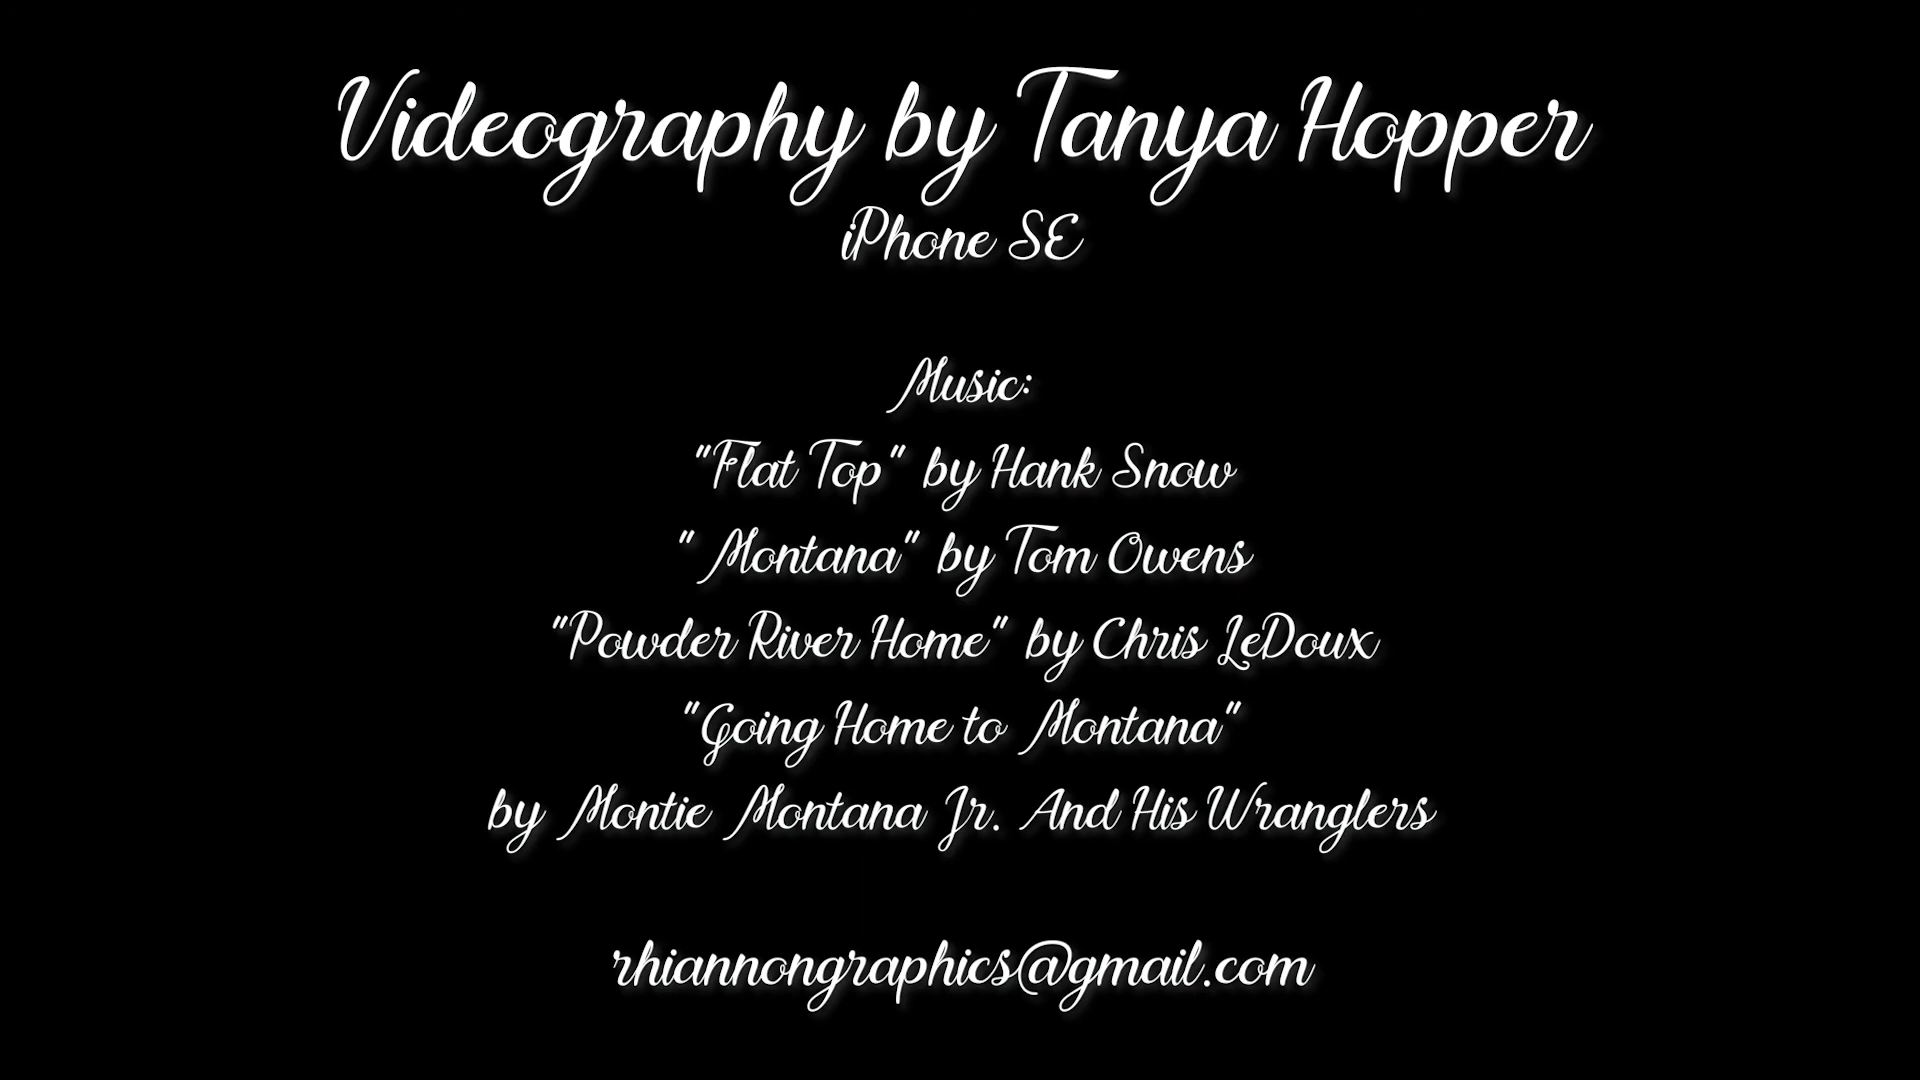 Videography by Tanya Hopper
iPhone SE
Music:
"Flat Top" by Hank Snow
" Montana" by Tom Owens
"Powder River Home" by Chris LeDoux
"Going Home to Montana"
by Montie Montana Jr. And His Wranglers
rhiannongraphics@gmail.com